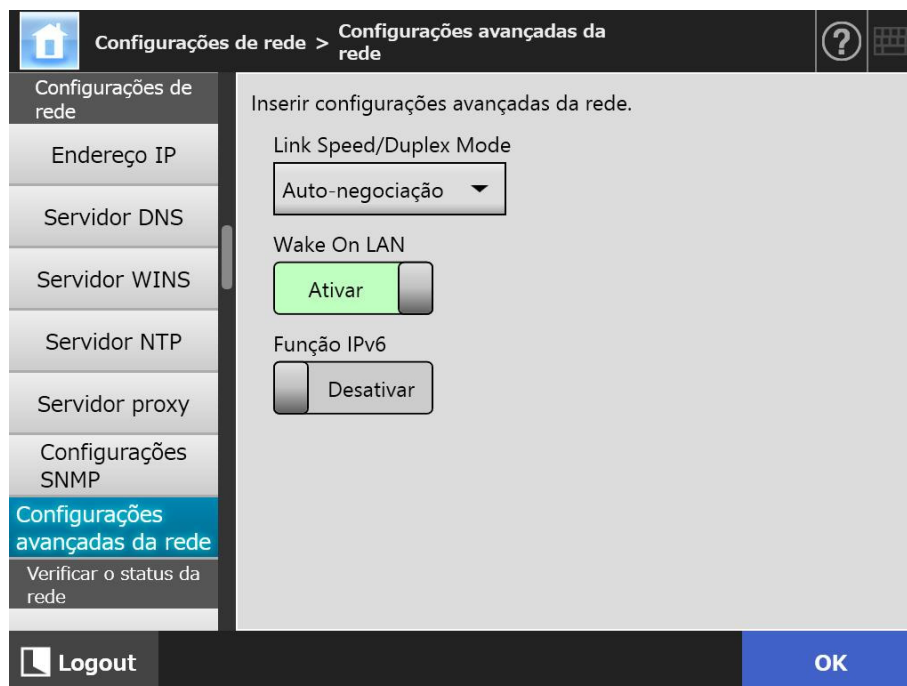 Configurações de rede > Configurações avançadas da
rede
?
Configurações de
rede
Endereço IP
Servidor DNS
Servidor WINS
Servidor NTP
Servidor proxy
Configurações
SNMP
Configurações
avançadas da rede
Verificar o status da
rede
Inserir configurações avançadas da rede.
Link Speed/Duplex Mode
Auto-negociação
Wake On LAN
Ativar
Função IPv6
Desativar
Logout
OK